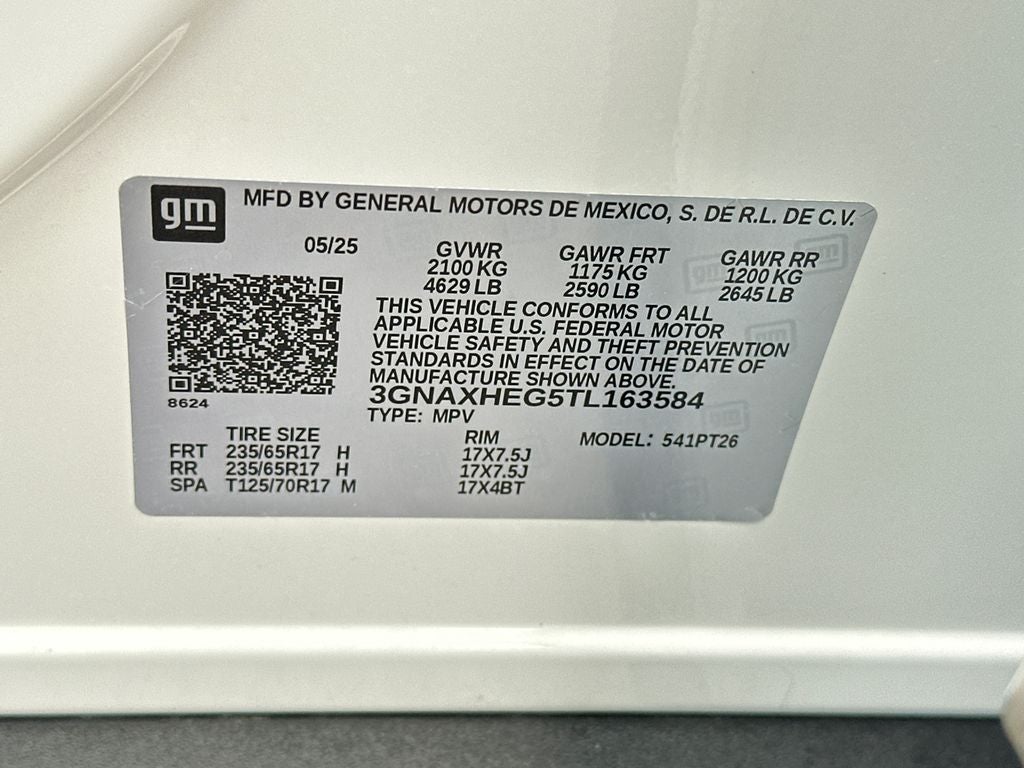 gm
MFD BY GENERAL MOTORS DE MEXICO, S. DE R.L. DE C.V.
05/25 GVWR GAWR FRT GAWR RR
2100 KG 1175 KG 1200 KG
4629 LB 2590 LB 2645 LB
THIS VEHICLE CONFORMS TO ALL
APPLICABLE U.S. FEDERAL MOTOR
VEHICLE SAFETY AND THEFT PREVENTION
STANDARDS IN EFFECT ON THE DATE OF
MANUFACTURE SHOWN ABOVE.
3GNAXHEG5TL163584
8624
TYPE: MPV
TIRE SIZE RIM MODEL: 541PT26
FRT 235/65R17 H 17X7.5J
RR 235/65R17 H 17X7.5J
SPA T125/70R17 M 17X4BT